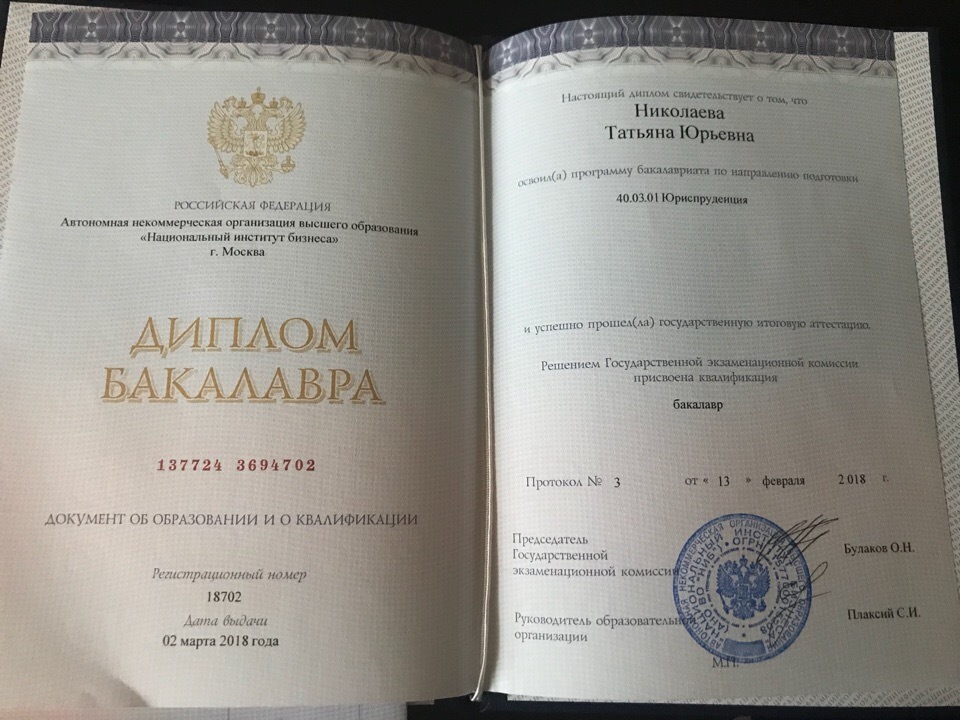 РОССИЙСКАЯ ФЕДЕРАЦИЯ
Автономная некоммерческая организация высшего образования
«Национальный институт бизнеса»
г. Москва
ДИПЛОМ
БАКАЛАВРА
137724 3694702
ДОКУМЕНТ ОБ ОБРАЗОВАНИИ И О КВАЛИФИКАЦИИ
Регистрационный номер
18702
Дата выдачи
02 марта 2018 года
Настоящий диплом свидетельствует о том, что
Николаева
Татьяна Юрьевна
освоил(а) программу бакалавриата по направлению подготовки
40.03.01 Юриспруденция
и успешно прошел(ла) государственную итоговую аттестацию.
Решением Государственной экзаменационной комиссии
присвоена квалификация
бакалавр
Протокол № 3 от « 13 » февраля 2018 г.
Председатель
Государственной
экзаменационной комиссии
Булаков О.Н.
Руководитель образовательной
организации
Плаксий С.И.
М.П.